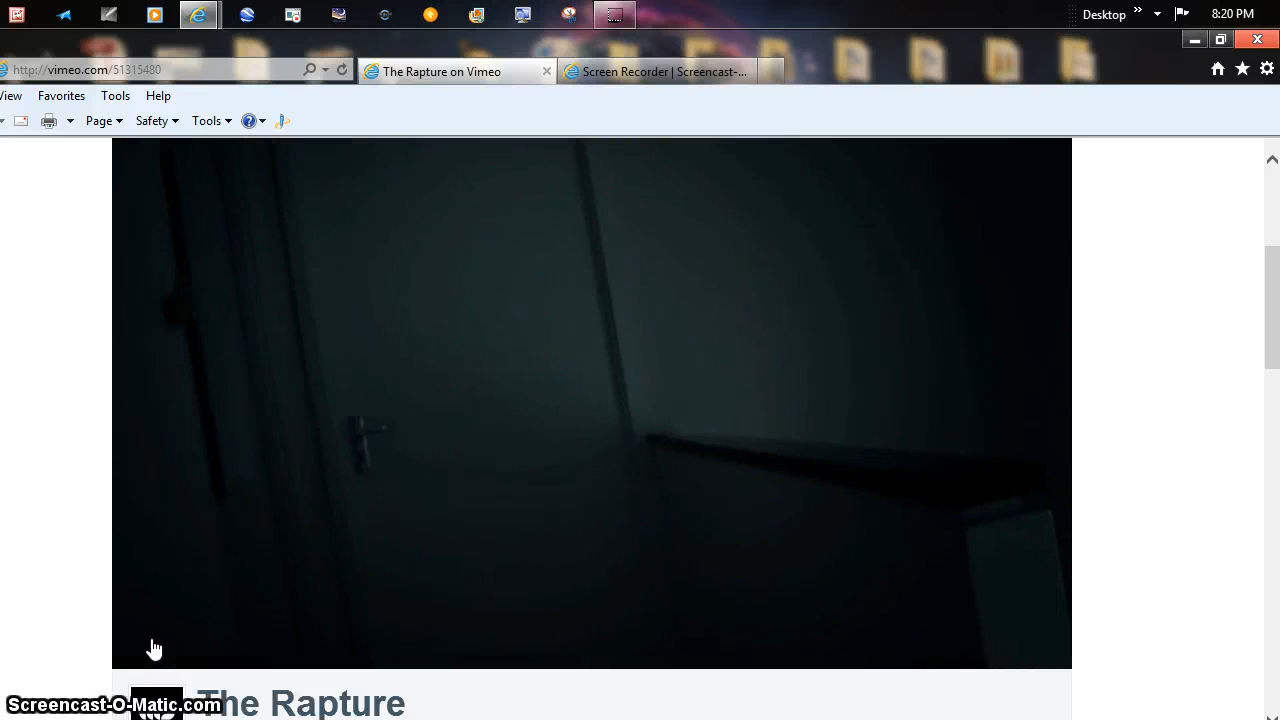 Desktop » 8:20 PM
http://vimeo.com/51315480 The Rapture on Vimeo Screen Recorder | Screencast-...
View Favorites Tools Help
Page Safety Tools
The Rapture
Screencast-O-Matic.com